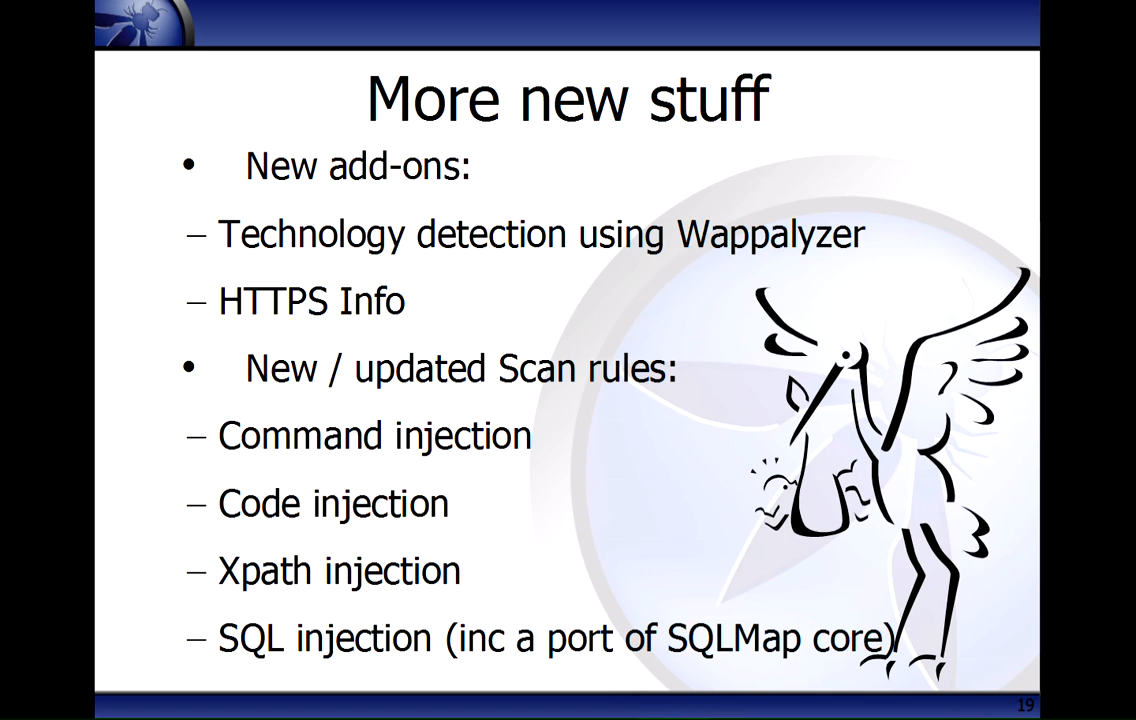 More new stuff
• New add-ons:
– Technology detection using Wappalyzer
– HTTPS Info
• New / updated Scan rules:
– Command injection
– Code injection
– Xpath injection
– SQL injection (inc a port of SQLMap core)
19